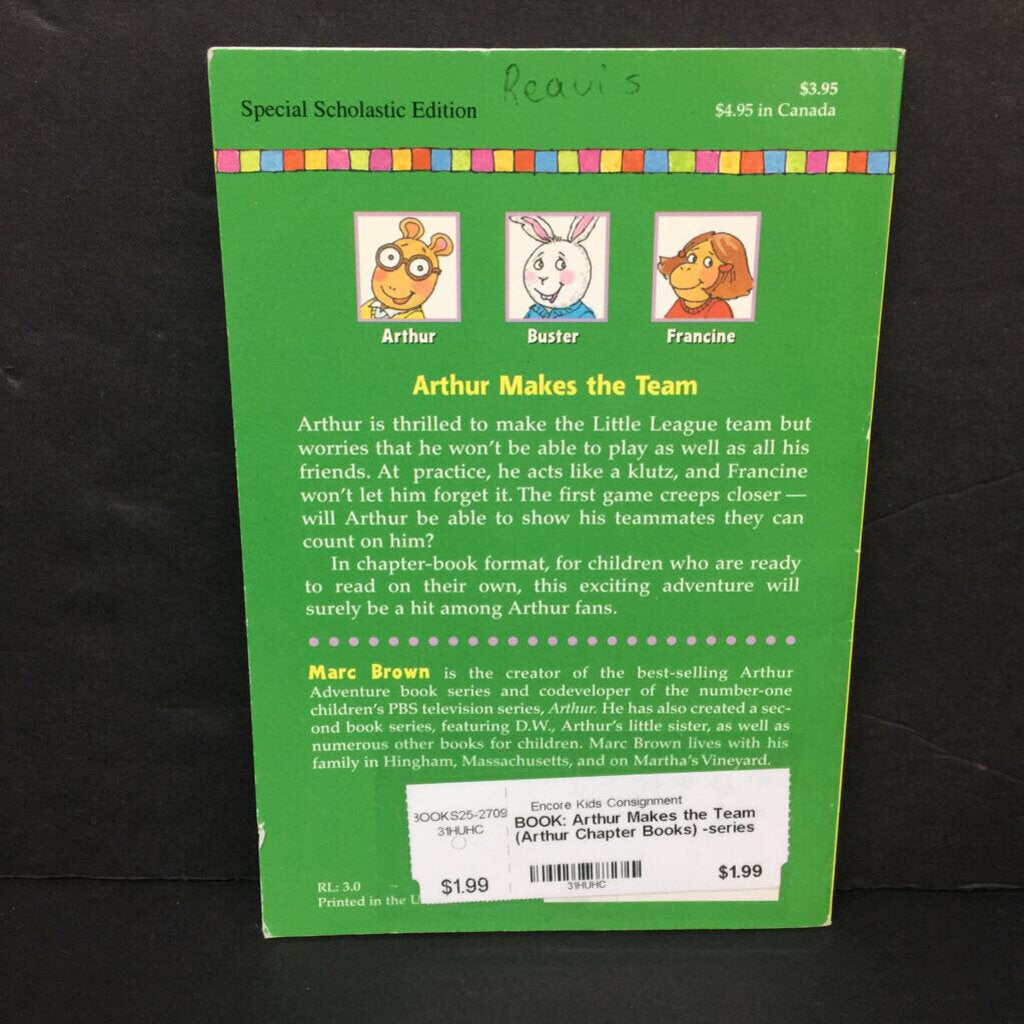 Reavis
Special Scholastic Edition
$3.95
$4.95 in Canada
Arthur
Buster
Francine
Arthur Makes the Team
Arthur is thrilled to make the Little League team but
worries that he won't be able to play as well as all his
friends. At practice, he acts like a klutz, and Francine
won't let him forget it. The first game creeps closer —
will Arthur be able to show his teammates they can
count on him?
In chapter-book format, for children who are ready
to read on their own, this exciting adventure will
surely be a hit among Arthur fans.
Marc Brown is the creator of the best-selling Arthur
Adventure book series and codeveloper of the number-one
children's PBS television series, Arthur. He has also created a sec-
ond book series, featuring D.W., Arthur's little sister, as well as
numerous other books for children. Marc Brown lives with his
family in Hingham, Massachusetts, and on Martha's Vineyard.
BOOKS25-2709
31HUHC
$1.99
Encore Kids Consignment
BOOK: Arthur Makes the Team
(Arthur Chapter Books) -series
31HUHC
$1.99
RL: 3.0
Printed in the U